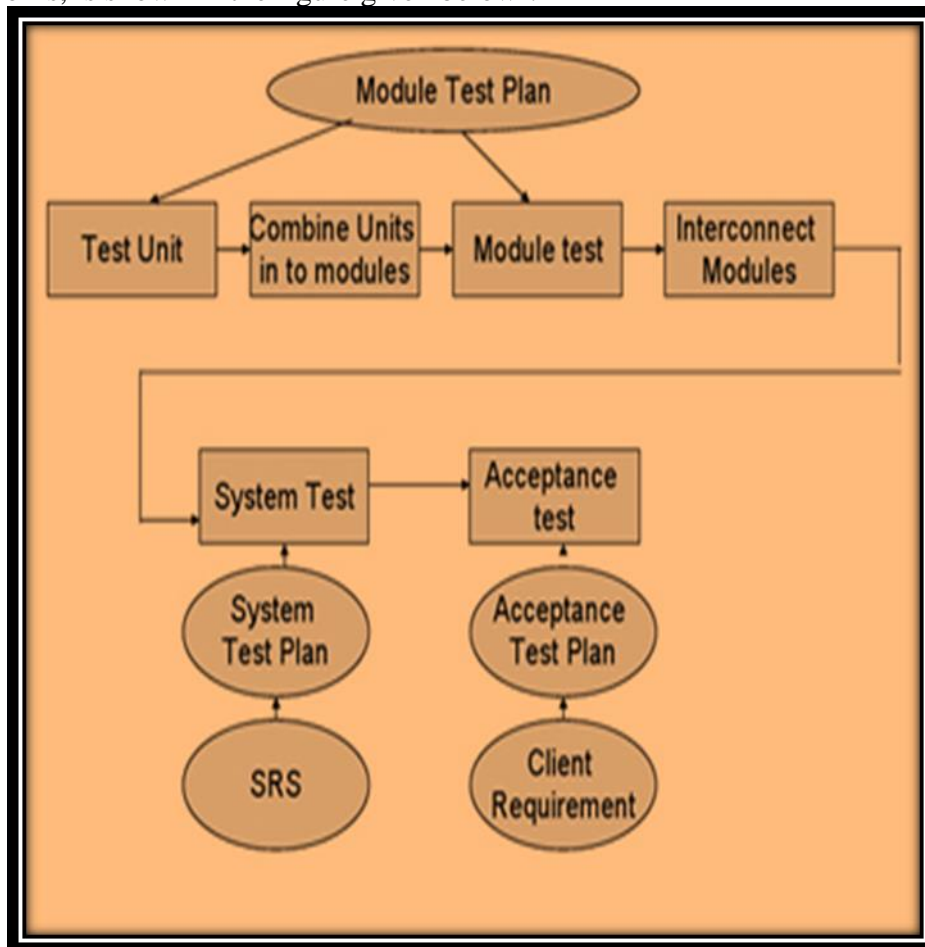 Module Test Plan
Test Unit
Combine Units
in to modules
Module test
Interconnect
Modules
System Test
Acceptance
test
System
Test Plan
Acceptance
Test Plan
SRS
Client
Requirement